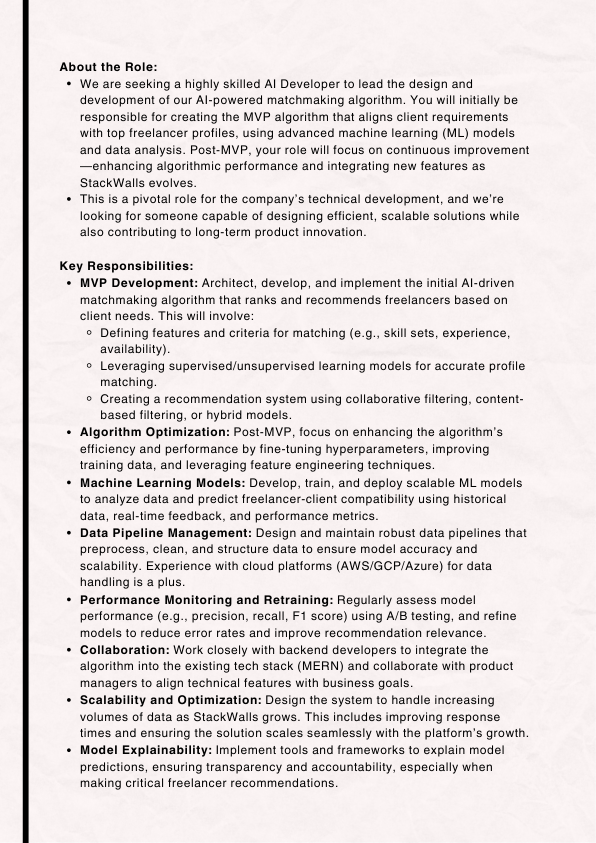 About the Role:
• We are seeking a highly skilled AI Developer to lead the design and
development of our AI-powered matchmaking algorithm. You will initially be
responsible for creating the MVP algorithm that aligns client requirements
with top freelancer profiles, using advanced machine learning (ML) models
and data analysis. Post-MVP, your role will focus on continuous improvement
—enhancing algorithmic performance and integrating new features as
StackWalls evolves.
• This is a pivotal role for the company's technical development, and we're
looking for someone capable of designing efficient, scalable solutions while
also contributing to long-term product innovation.
Key Responsibilities:
• MVP Development: Architect, develop, and implement the initial AI-driven
matchmaking algorithm that ranks and recommends freelancers based on
client needs. This will involve:
◦ Defining features and criteria for matching (e.g., skill sets, experience,
availability).
◦ Leveraging supervised/unsupervised learning models for accurate profile
matching.
◦ Creating a recommendation system using collaborative filtering, content-
based filtering, or hybrid models.
• Algorithm Optimization: Post-MVP, focus on enhancing the algorithm's
efficiency and performance by fine-tuning hyperparameters, improving
training data, and leveraging feature engineering techniques.
• Machine Learning Models: Develop, train, and deploy scalable ML models
to analyze data and predict freelancer-client compatibility using historical
data, real-time feedback, and performance metrics.
• Data Pipeline Management: Design and maintain robust data pipelines that
preprocess, clean, and structure data to ensure model accuracy and
scalability. Experience with cloud platforms (AWS/GCP/Azure) for data
handling is a plus.
• Performance Monitoring and Retraining: Regularly assess model
performance (e.g., precision, recall, F1 score) using A/B testing, and refine
models to reduce error rates and improve recommendation relevance.
• Collaboration: Work closely with backend developers to integrate the
algorithm into the existing tech stack (MERN) and collaborate with product
managers to align technical features with business goals.
• Scalability and Optimization: Design the system to handle increasing
volumes of data as StackWalls grows. This includes improving response
times and ensuring the solution scales seamlessly with the platform's growth.
• Model Explainability: Implement tools and frameworks to explain model
predictions, ensuring transparency and accountability, especially when
making critical freelancer recommendations.